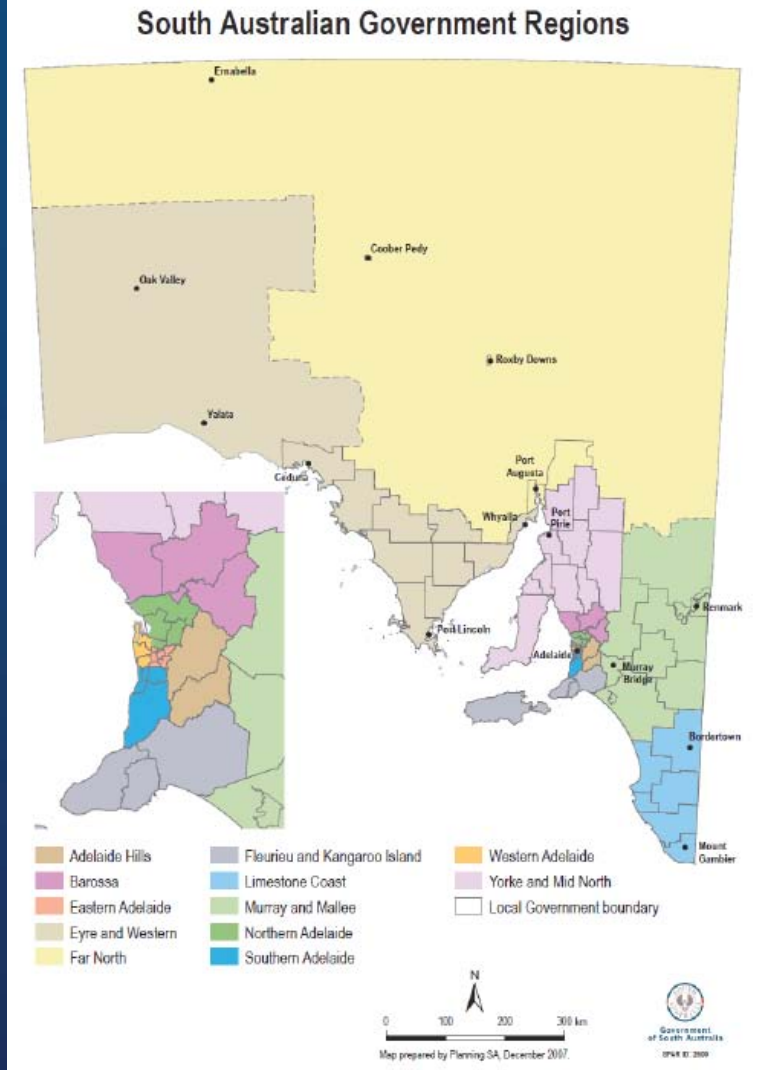 South Australian Government Regions
Ernabella
Coober Pedy
Oak Valley
Roxby Downs
Yalata
Ceduna
Port
Augusta
Whyalla
Port
Pirie
Renmark
Port Lincoln
Adelaide
Murray
Bridge
Bordertown
Mount
Gambier
Adelaide Hills
Barossa
Eastern Adelaide
Eyre and Western
Far North
Fleurieu and Kangaroo Island
Limestone Coast
Murray and Mallee
Northern Adelaide
Southern Adelaide
Western Adelaide
Yorke and Mid North
Local Government boundary
N
0 100 200 300 km
Map prepared by Planning SA, December 2007.
Government
of South Australia